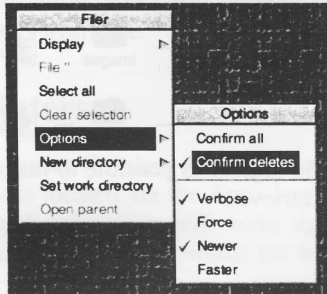 Filer
Display
File "
Select all
Clear selection
Options
New directory
Set work directory
Open parent
Options
Confirm all
✓ Confirm deletes
✓ Verbose
Force
✓ Newer
Faster